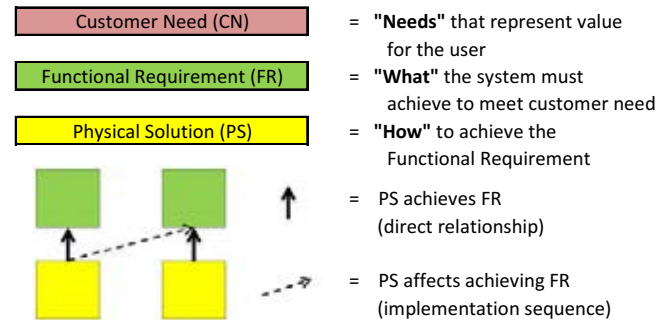 Customer Need (CN) = "Needs" that represent value
for the user
Functional Requirement (FR) = "What" the system must
achieve to meet customer need
Physical Solution (PS) = "How" to achieve the
Functional Requirement
= PS achieves FR
(direct relationship)
= PS affects achieving FR
(implementation sequence)